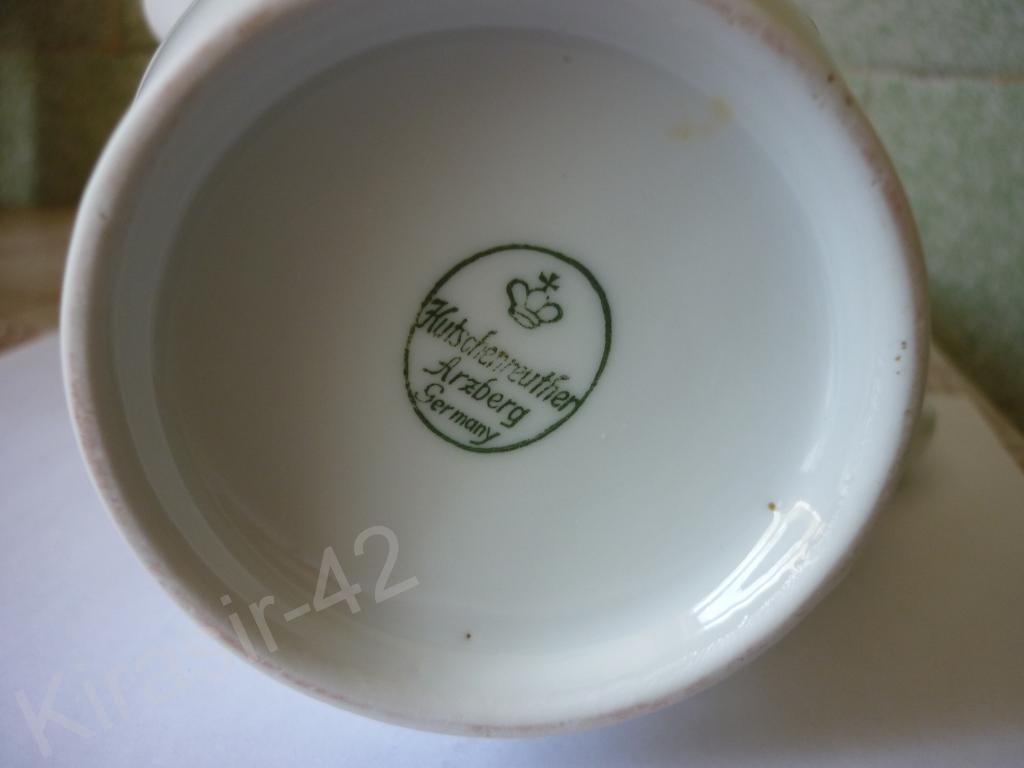 Hutschenreuther
Arzberg
Germany
Kirasir-42